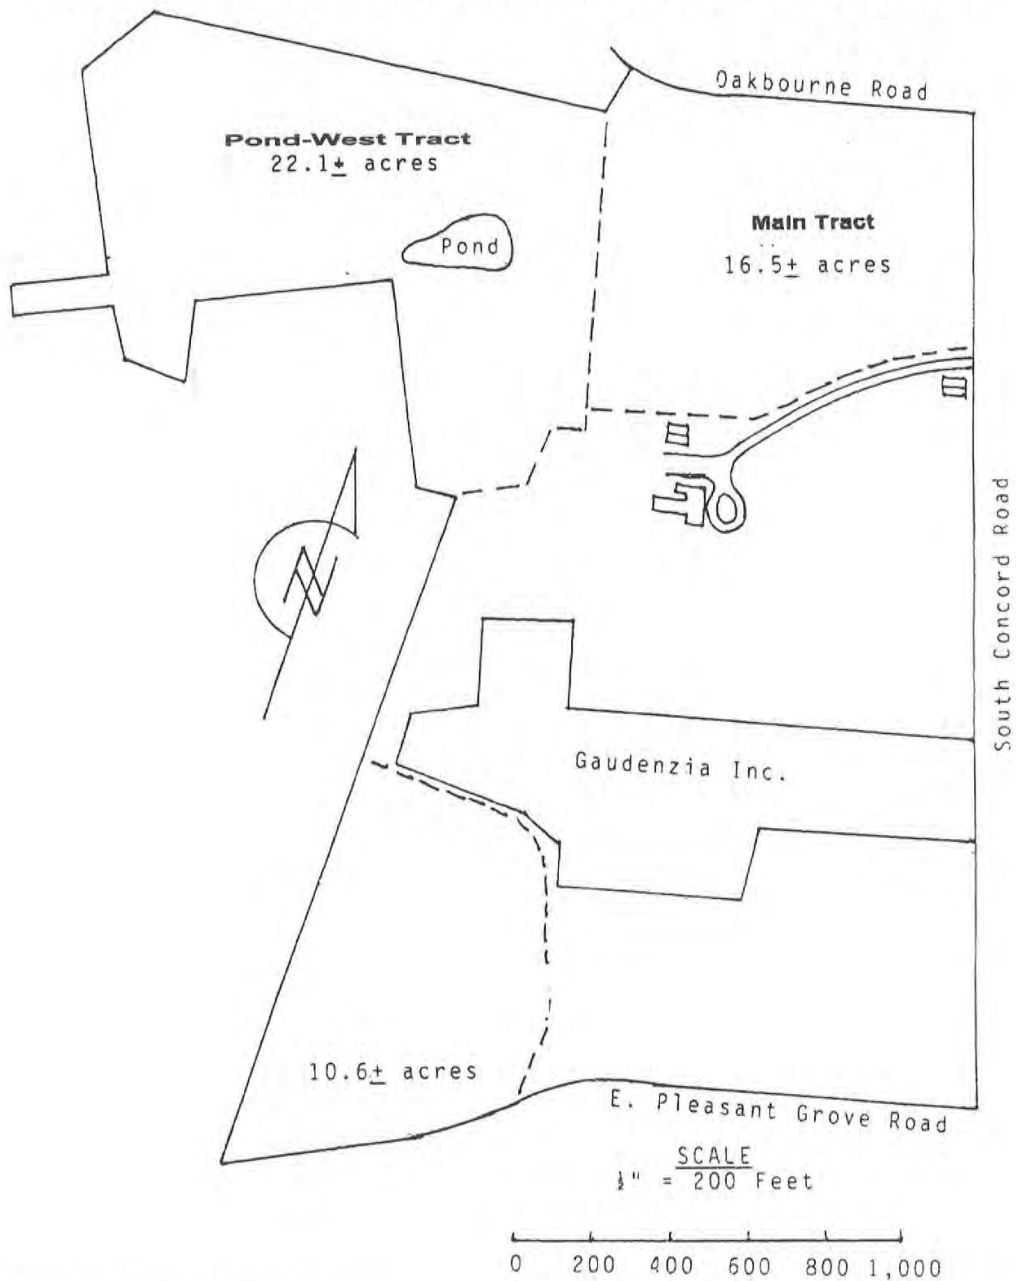 Oakbourne Road
Pond-West Tract
22.1± acres
Pond
Main Tract
16.5± acres
South Concord Road
N
Gaudenzia Inc.
10.6± acres
E. Pleasant Grove Road
SCALE
½" = 200 Feet
0 200 400 600 800 1,000